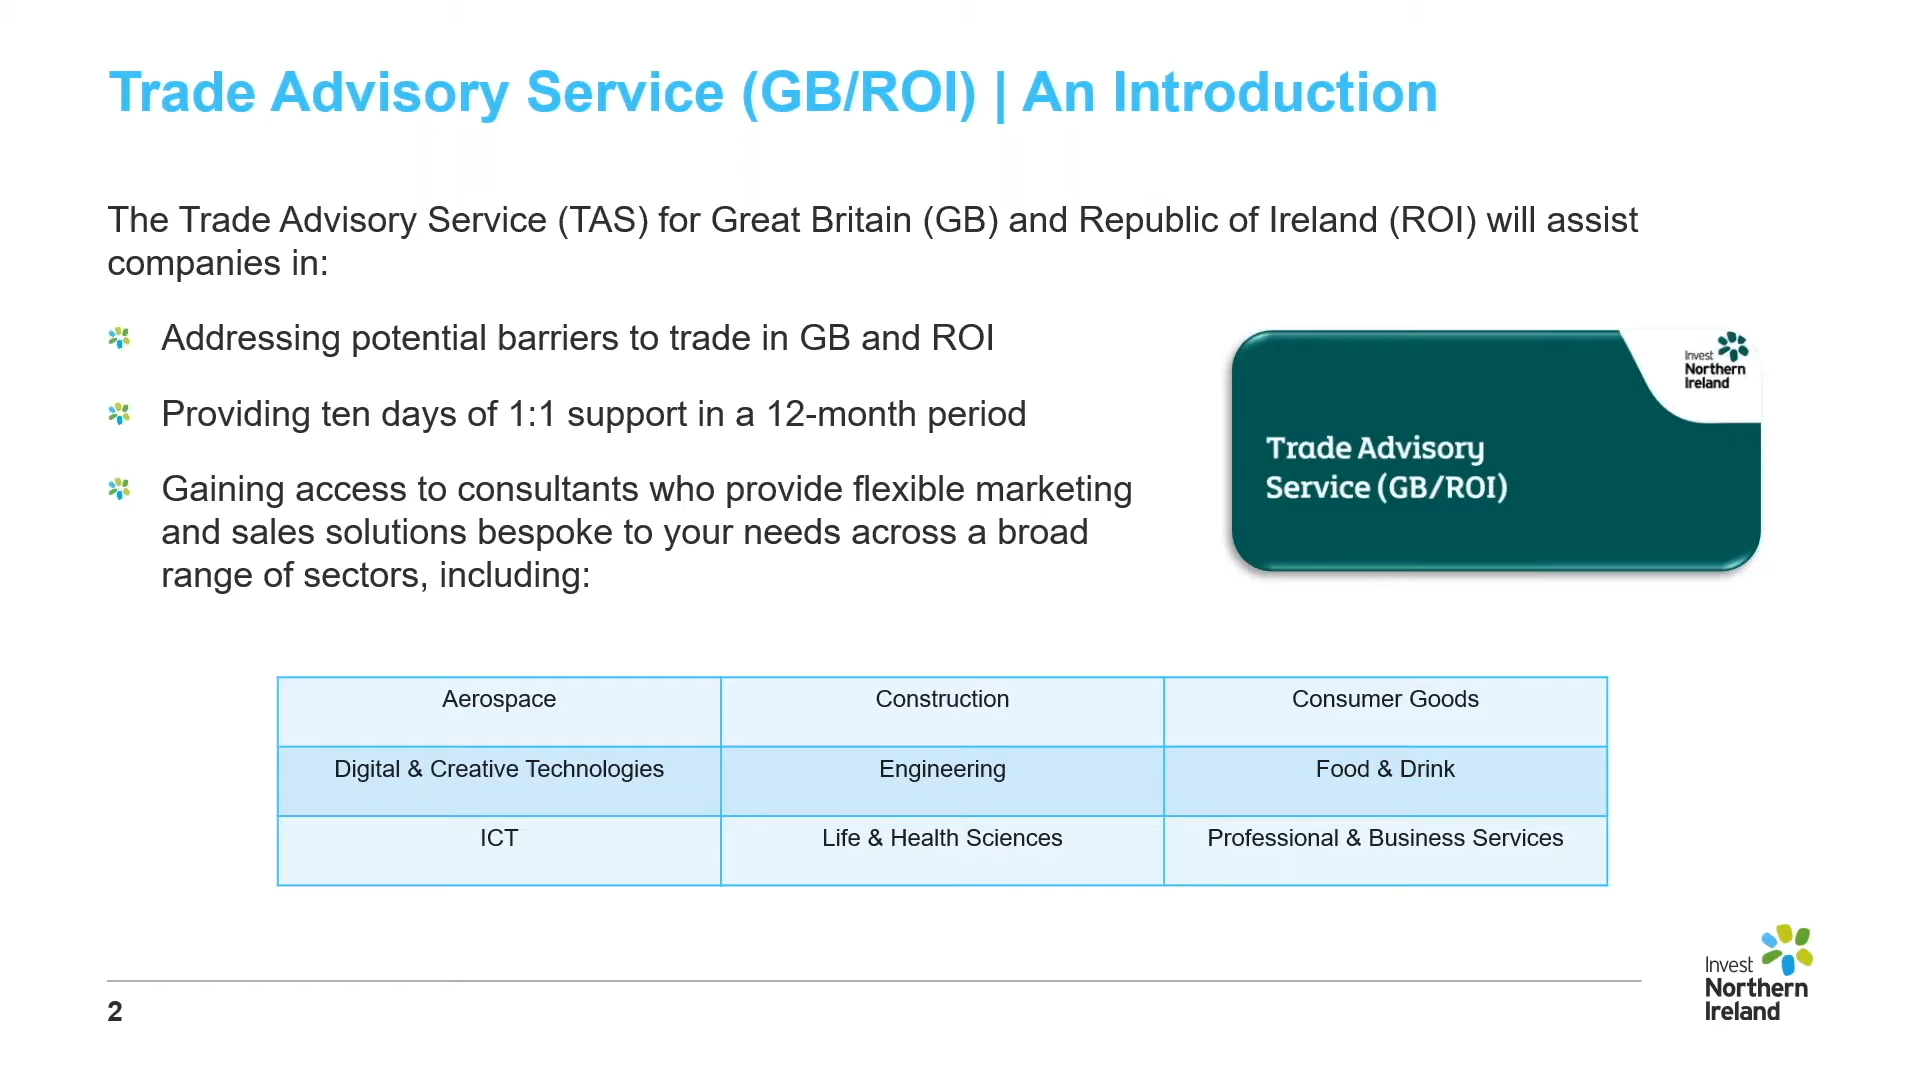 Trade Advisory Service (GB/ROI) | An Introduction
The Trade Advisory Service (TAS) for Great Britain (GB) and Republic of Ireland (ROI) will assist
companies in:
Addressing potential barriers to trade in GB and ROI
Providing ten days of 1:1 support in a 12-month period
Gaining access to consultants who provide flexible marketing
and sales solutions bespoke to your needs across a broad
range of sectors, including:
Invest
Northern
Ireland
Trade Advisory
Service (GB/ROI)
Aerospace
Construction
Consumer Goods
Digital & Creative Technologies
Engineering
Food & Drink
ICT
Life & Health Sciences
Professional & Business Services
2
Invest
Northern
Ireland